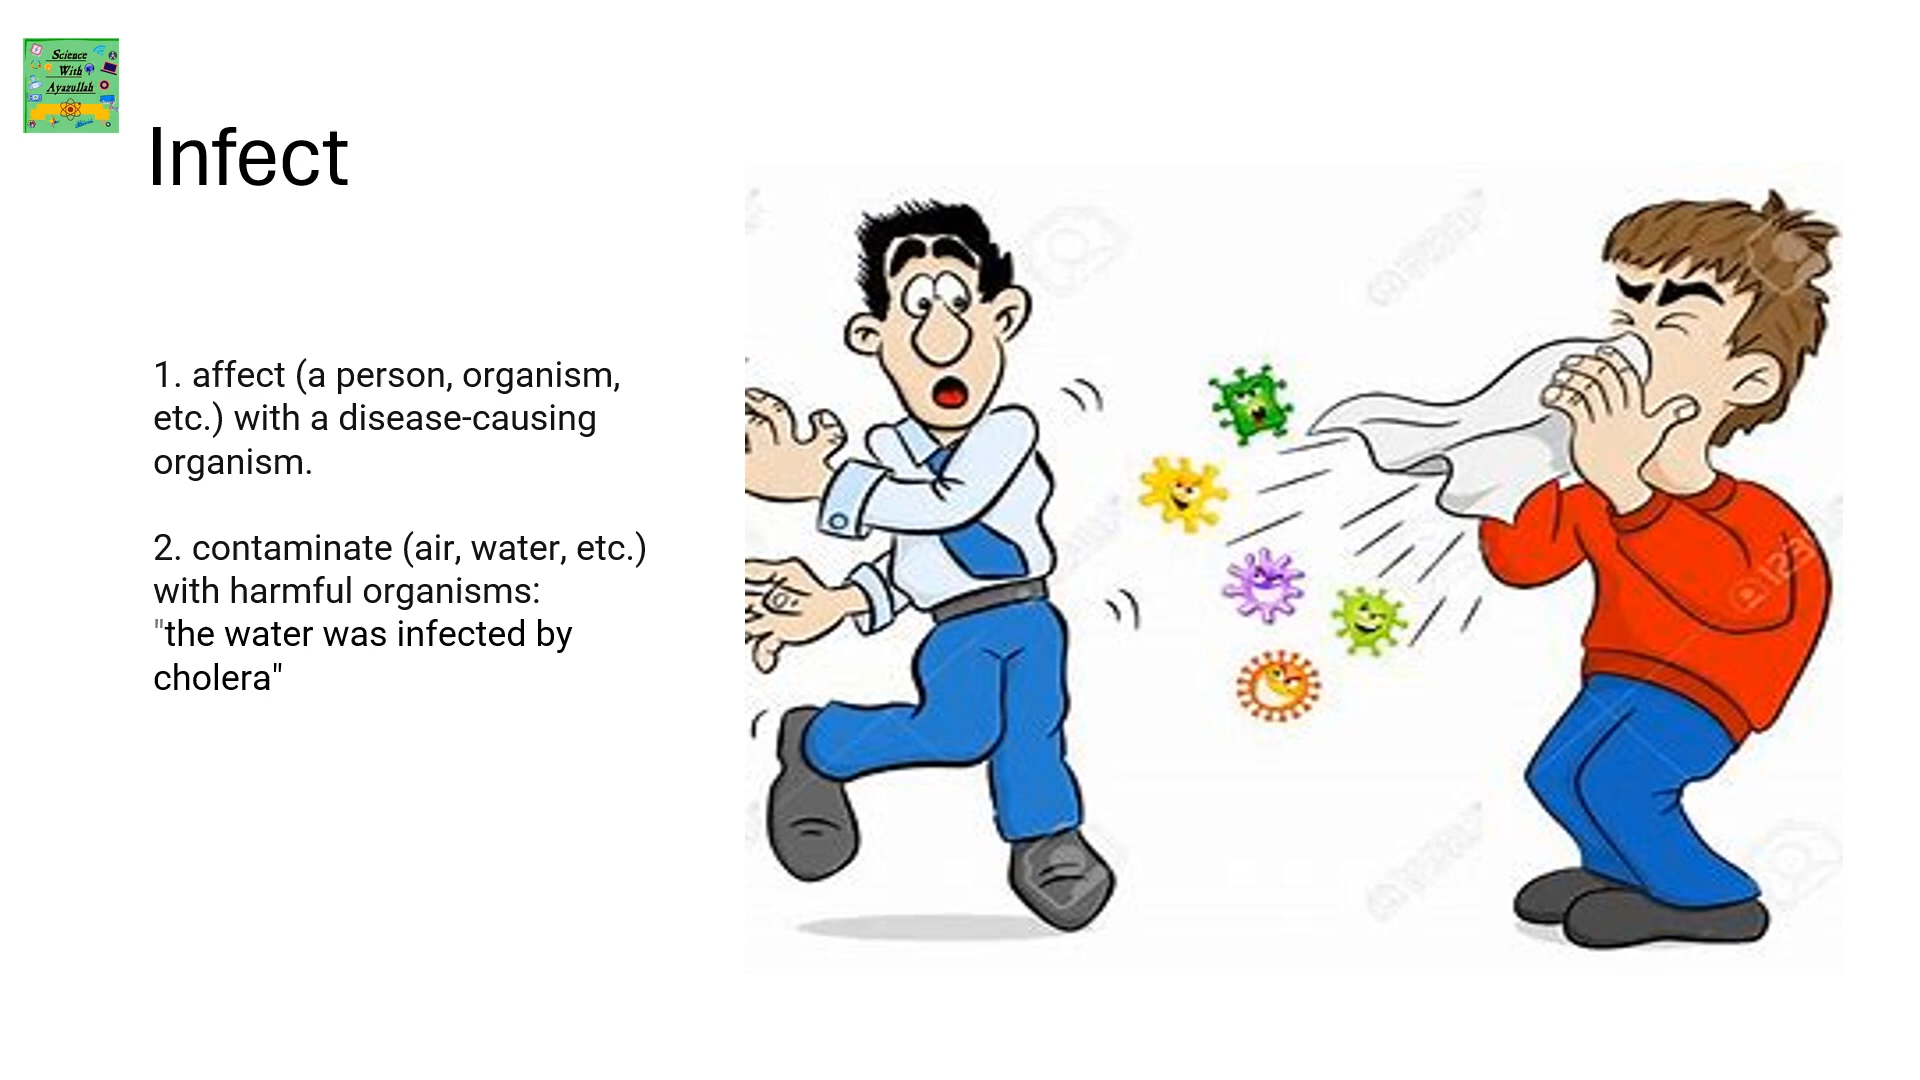 Science
With
Ayazullah
Infect
1. affect (a person, organism,
etc.) with a disease-causing
organism.
2. contaminate (air, water, etc.)
with harmful organisms:
"the water was infected by
cholera"